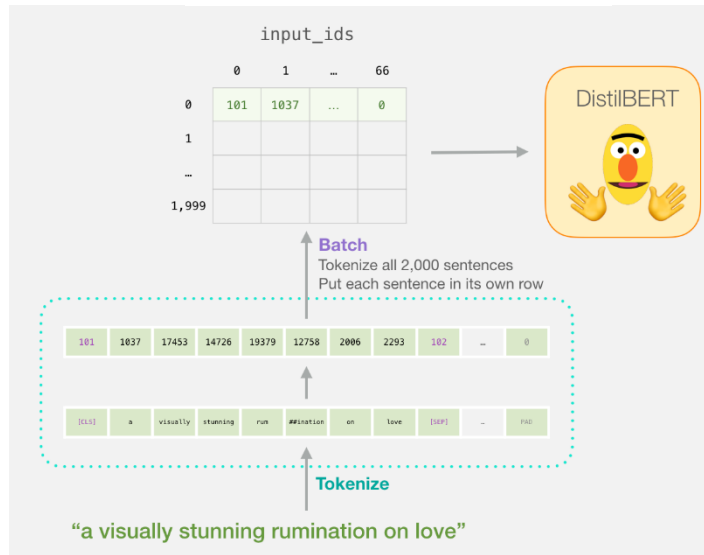 input_ids
0 1 … 66
0 101 1037 … 0
1
…
1,999
DistilBERT
Batch
Tokenize all 2,000 sentences
Put each sentence in its own row
101 1037 17453 14726 19379 12758 2006 2293 102 … 0
[CLS] a visually stunning rum ##ination on love [SEP] … PAD
Tokenize
“a visually stunning rumination on love”